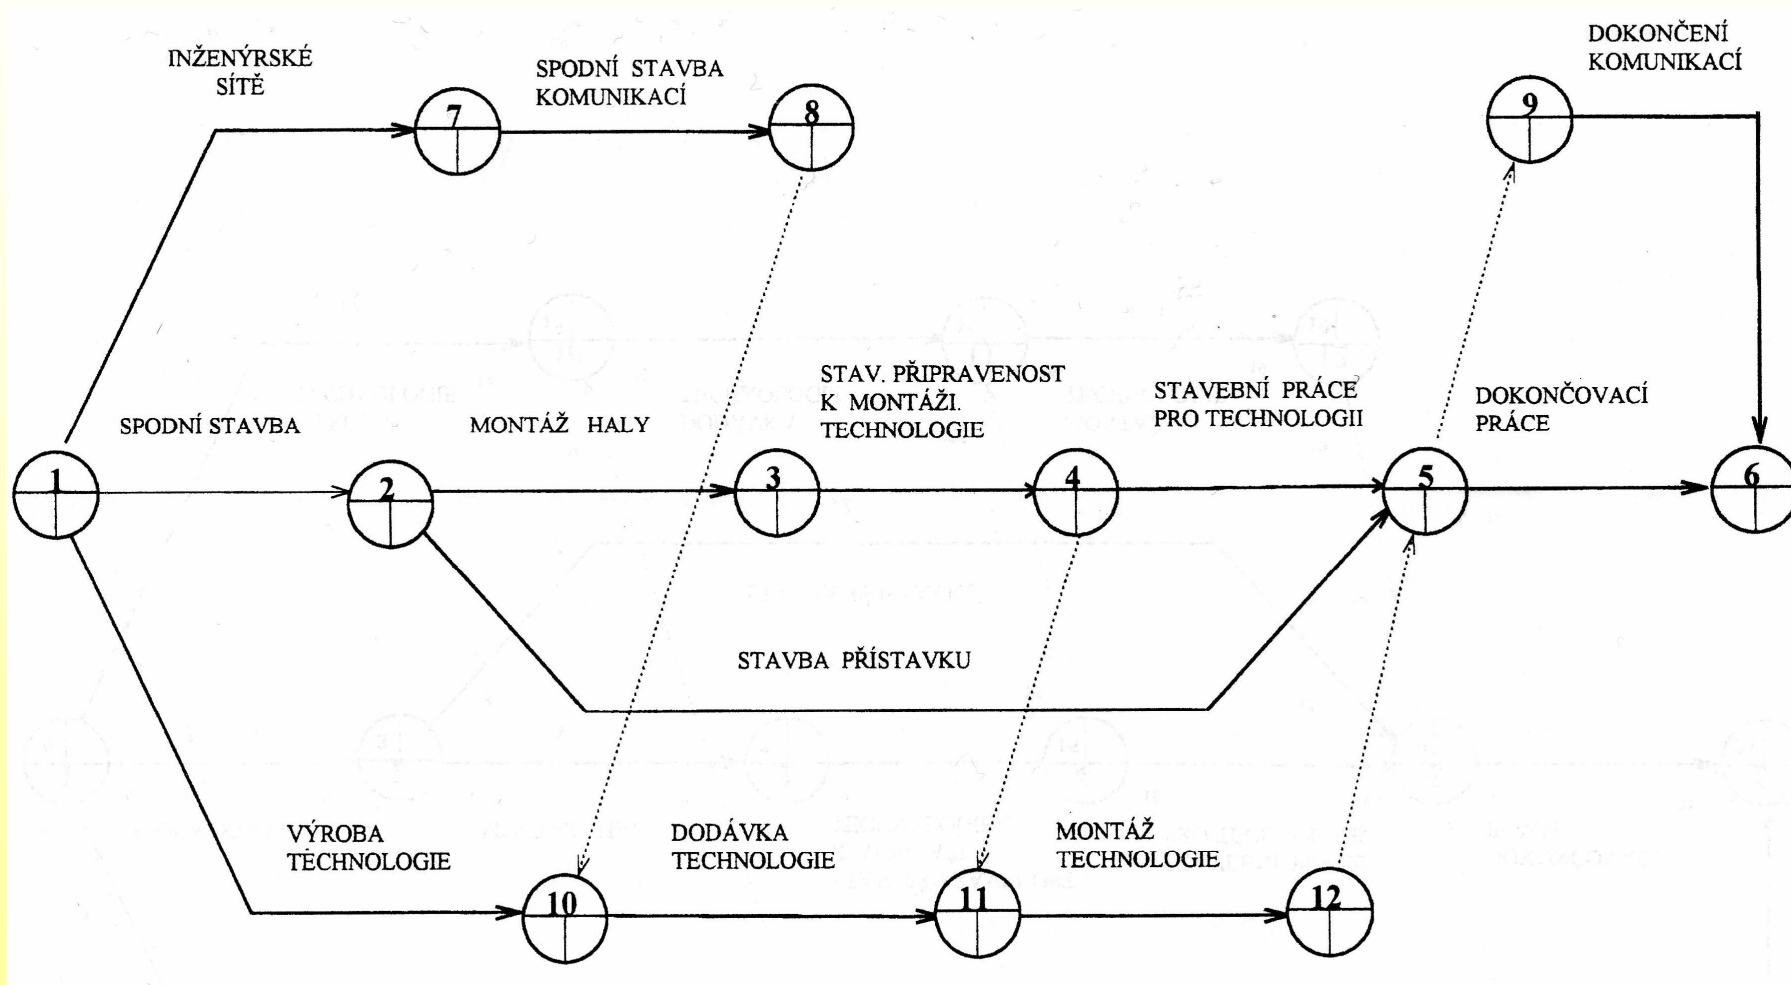 INŽENÝRSKÉ
SÍTĚ
SPODNÍ STAVBA
KOMUNIKACÍ
DOKONČENÍ
KOMUNIKACÍ
7
8
9
SPODNÍ STAVBA
MONTÁŽ HALY
STAV. PŘIPRAVENOST
K MONTÁŽI.
TECHNOLOGIE
STAVEBNÍ PRÁCE
PRO TECHNOLOGII
DOKONČOVACÍ
PRÁCE
1
2
3
4
5
6
STAVBA PŘÍSTAVKU
VÝROBA
TECHNOLOGIE
DODÁVKA
TECHNOLOGIE
MONTÁŽ
TECHNOLOGIE
10
11
12